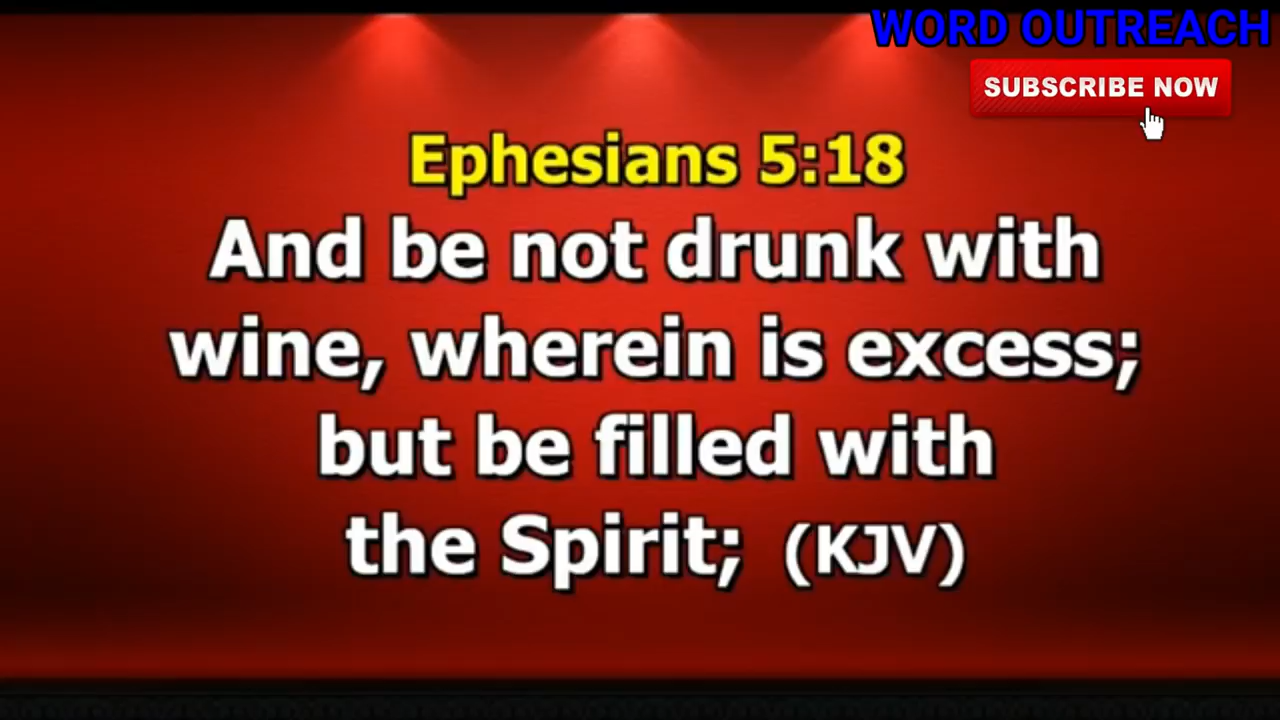 WORD OUTREACH
SUBSCRIBE NOW
Ephesians 5:18
And be not drunk with
wine, wherein is excess;
but be filled with
the Spirit; (KJV)